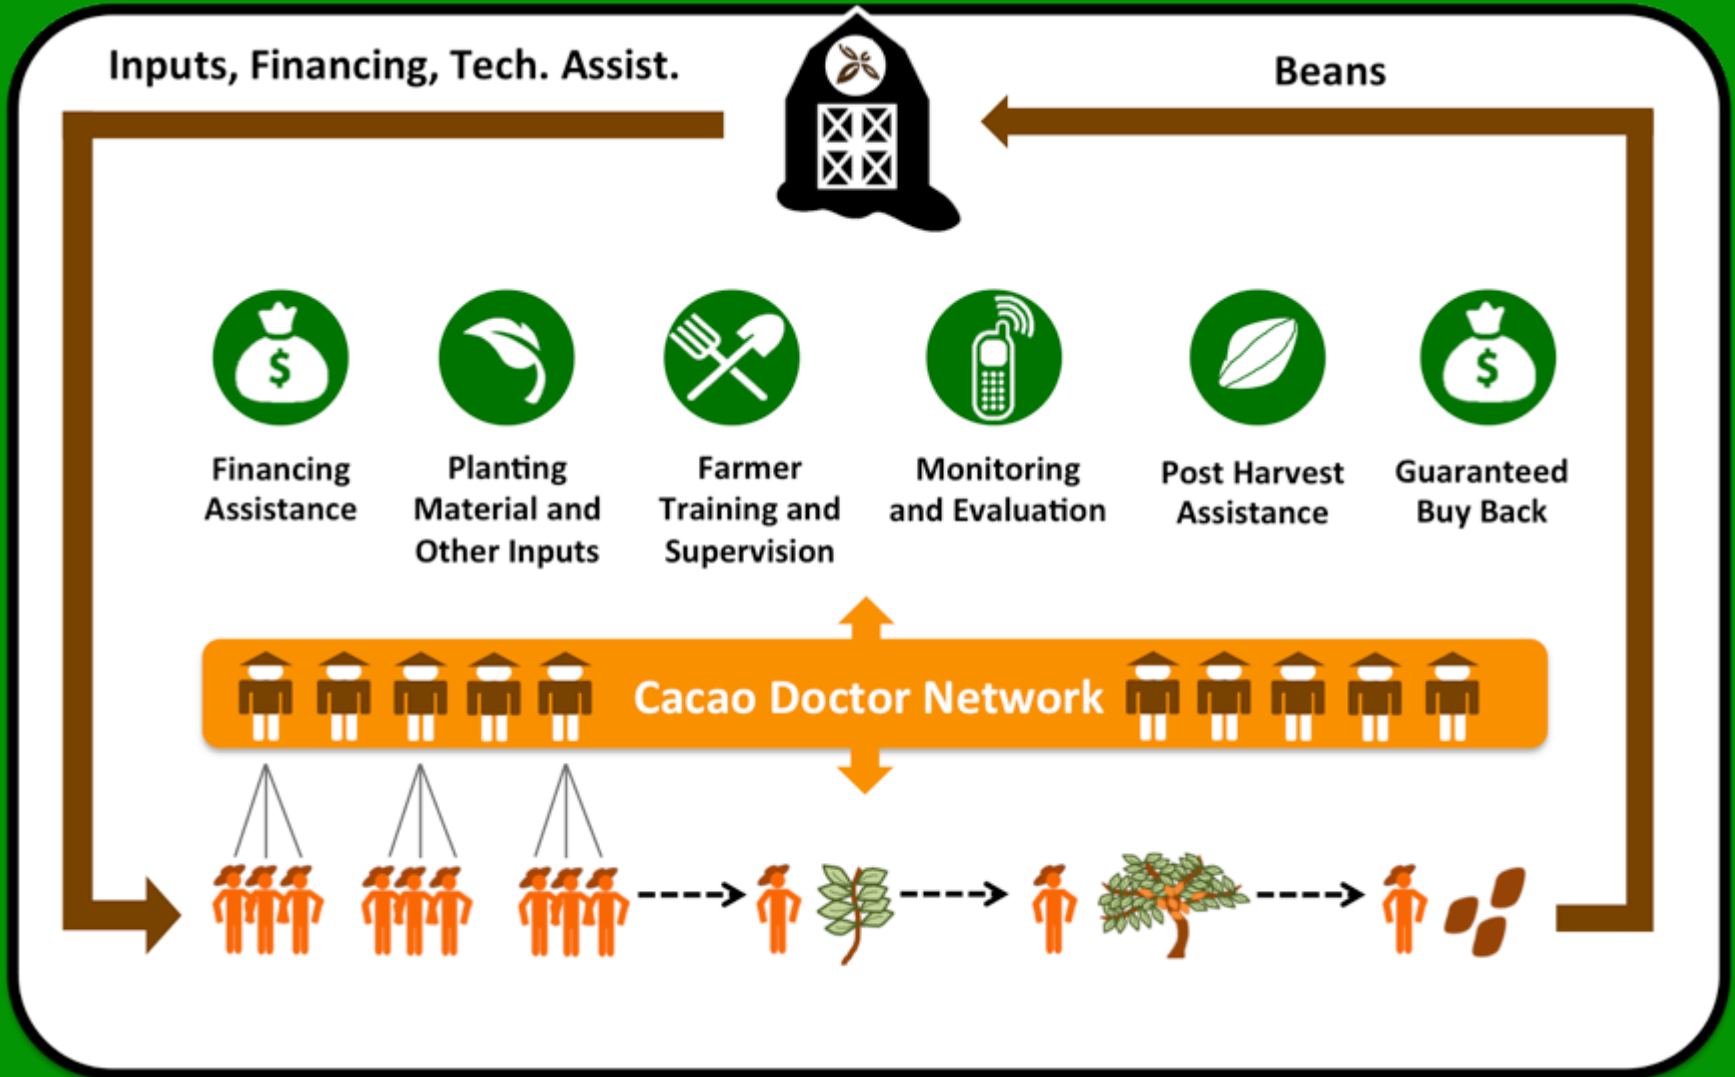 Inputs, Financing, Tech. Assist.
Beans
$
$
Financing
Assistance
Planting
Material and
Other Inputs
Farmer
Training and
Supervision
Monitoring
and Evaluation
Post Harvest
Assistance
Guaranteed
Buy Back
Cacao Doctor Network